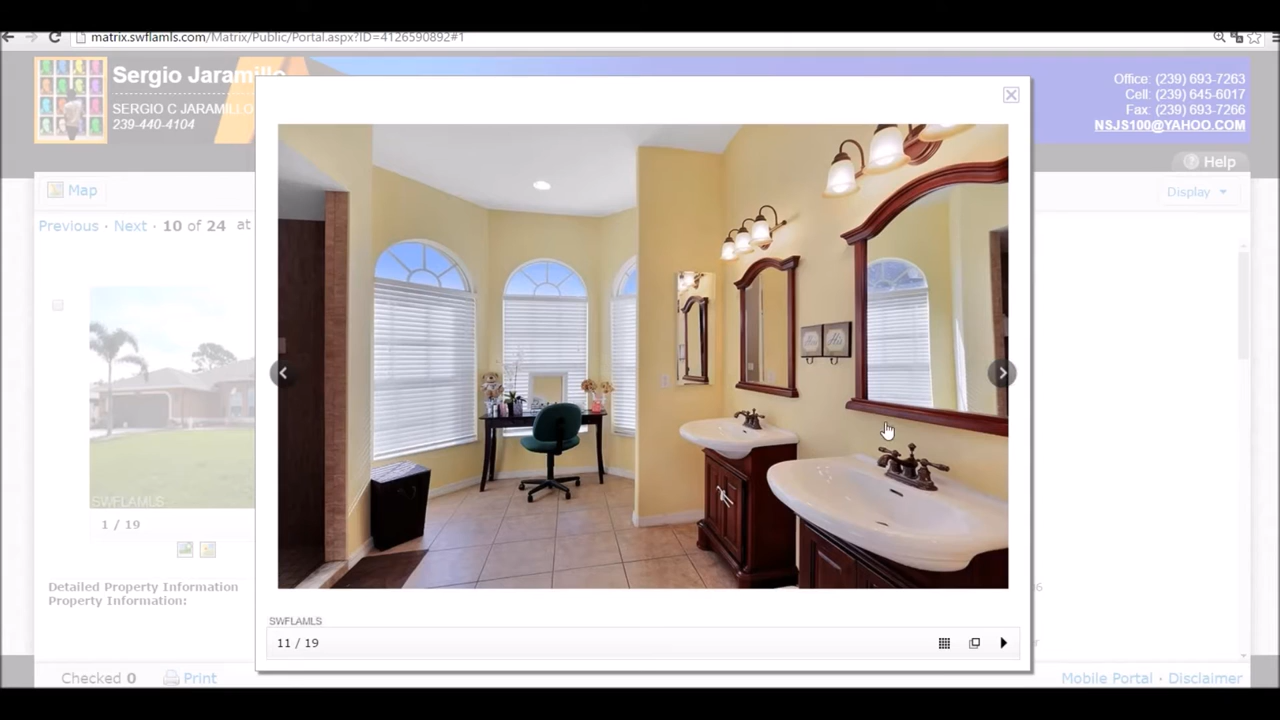 matrix.swflamls.com/Matrix/Public/Portal.aspx?ID=4126590892#1
Sergio Jaramillo
SERGIO C JARAMILLO
239-440-4104
Office: (239) 693-7263
Cell: (239) 645-6017
Fax: (239) 693-7266
NSJS100@YAHOO.COM
? Help
Map
Display
Previous · Next · 10 of 24 at
SWFLAMLS
1 / 19
Detailed Property Information
Property Information:
SWFLAMLS
11 / 19
Checked 0
Print
Mobile Portal · Disclaimer